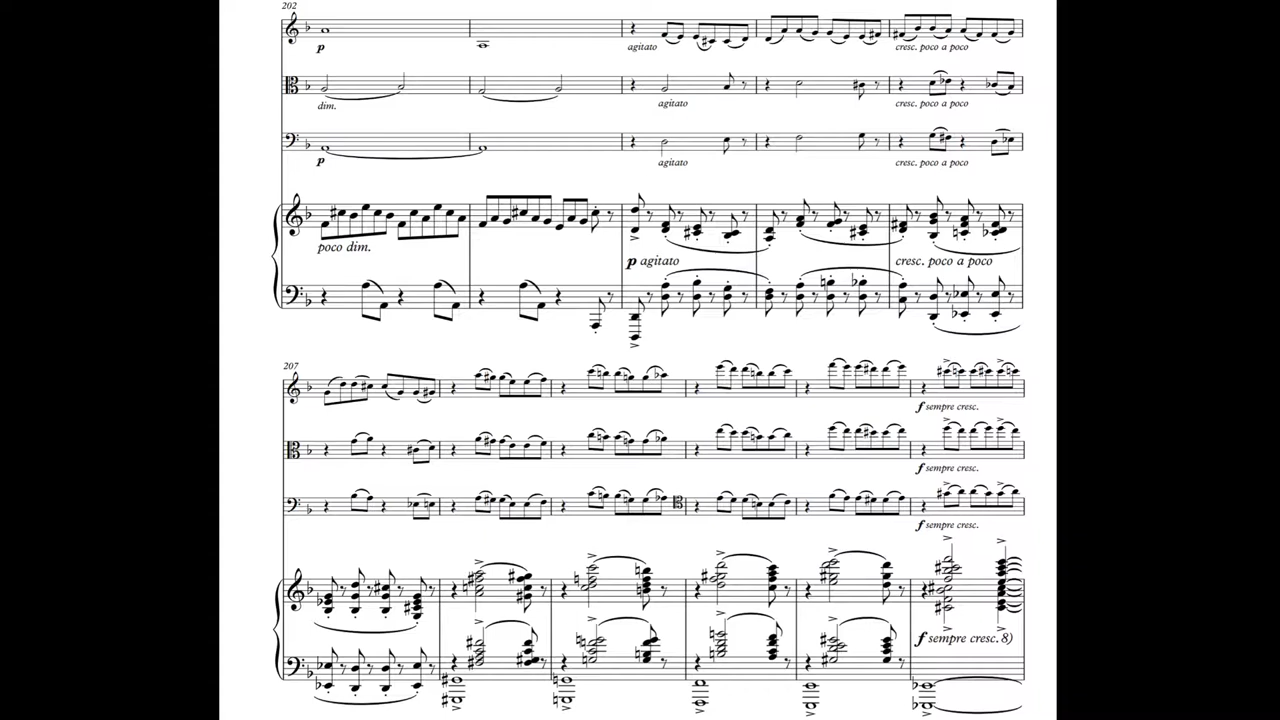 202
p
agitato
cresc. poco a poco
dim.
agitato
cresc. poco a poco
p
agitato
cresc. poco a poco
poco dim.
p agitato
cresc. poco a poco
207
f sempre cresc.
f sempre cresc.
f sempre cresc.
f sempre cresc. 8)